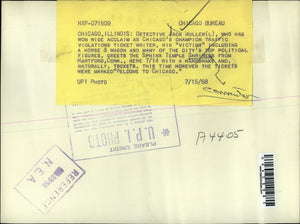 HXP-071509 CHICAGO BUREAU
CHICAGO, ILLINOIS: DETECTIVE JACK MULLER(L), WHO HAS
WON WIDE ACCLAIM AS CHICAGO'S CHAMPION TRAFFIC
VIOLATIONS TICKET WRITER, HIS "VICTIMS" INCLUDING
A HORSE & WAGON AND MANY OF THE CITY'S TOP POLITICAL
FIGURES, GREETS THE SPHINX TEMPLE SHRINERS FROM
HARTFORD, CONN., HERE 7/14 WITH A HANDSHAKE AND,
NATURALLY, TICKETS. THIS TIME HOWEVER THE TICKETS
WERE MARKED "WELCOME TO CHICAGO."
UPI PHOTO 7/15/58
PLEASE CREDIT
U.P.I. PHOTO
A4405
REFERENCE
N.E.A.